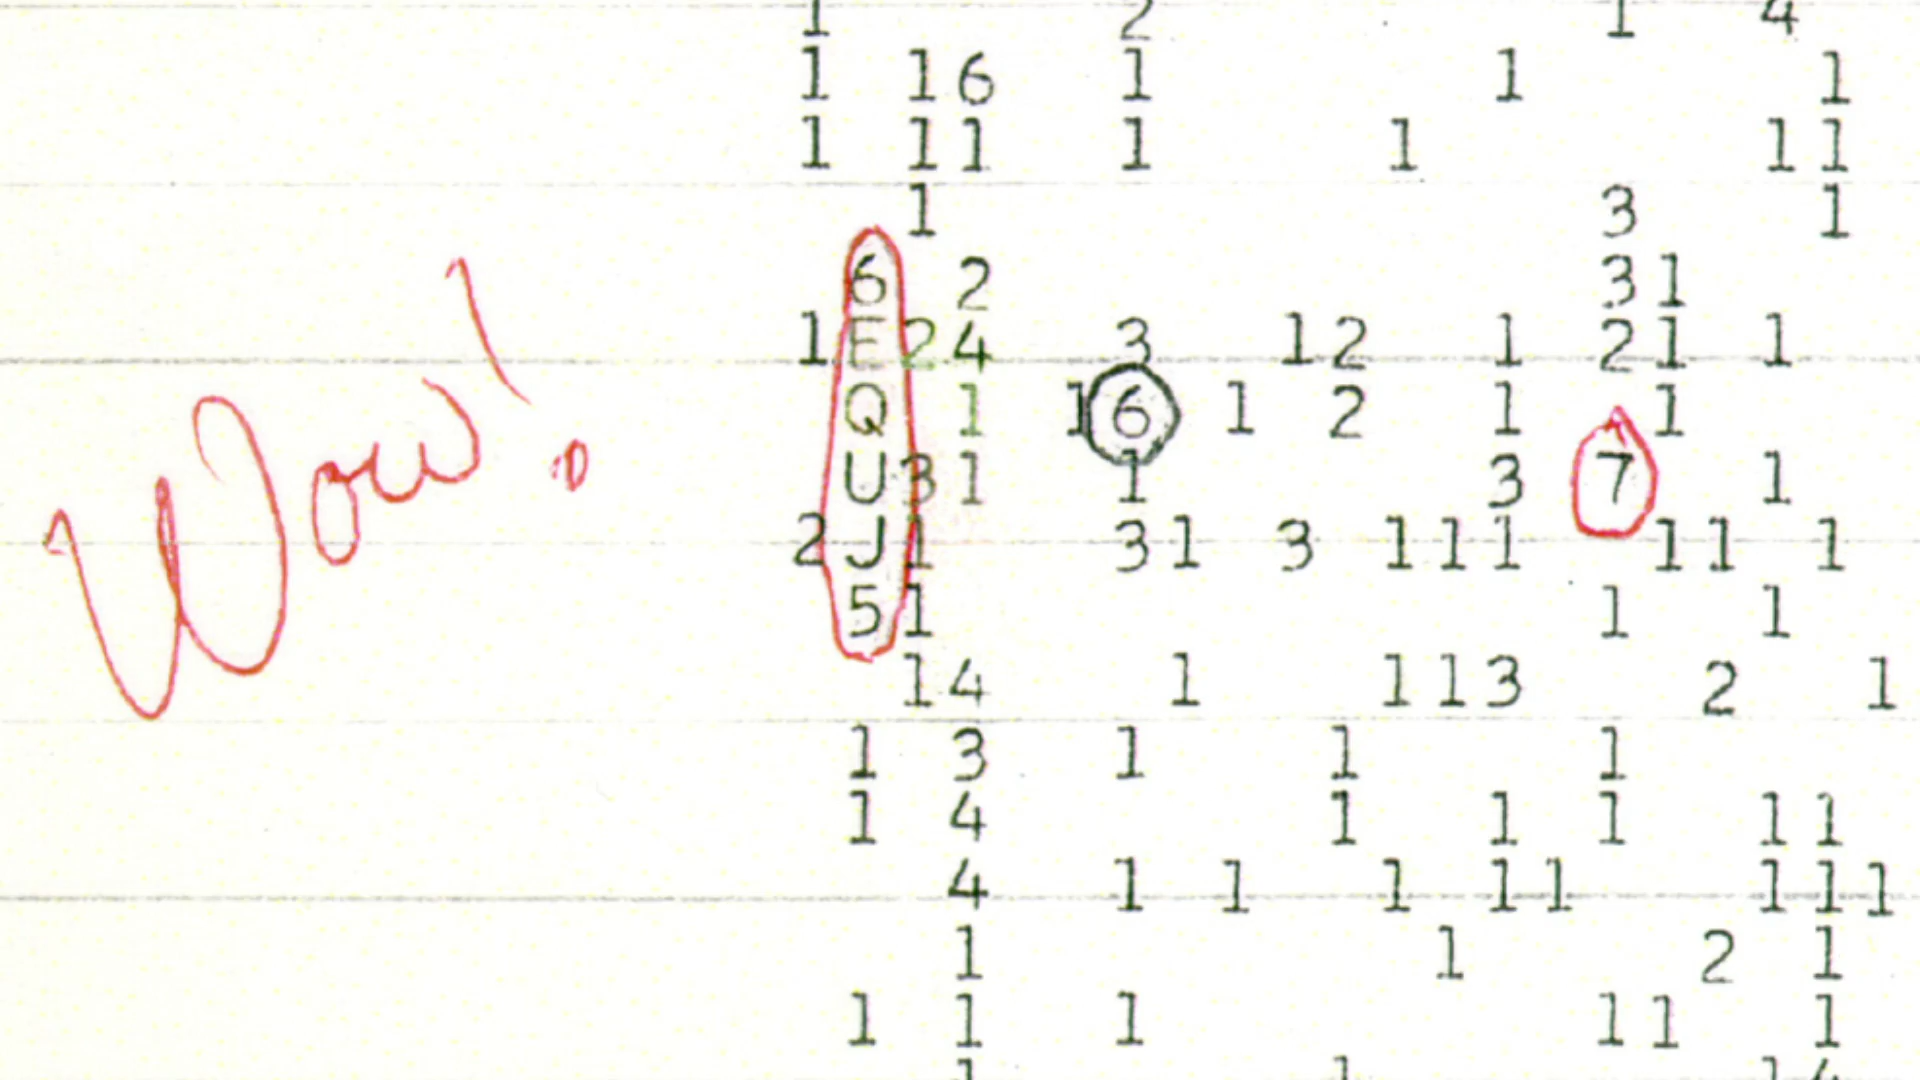 1 2 1 4
1 16 1 1 1
1 11 1 1 11
1 3 1
6 2 31
1E24 3 12 1 21 1
Wow!
Q 1 16 1 2 1 1
U31 1 3 7 1
2J1 31 3 111 11 1
51 1 1
14 1 113 2 1
1 3 1 1 1
1 4 1 1 1 11
4 1 1 1 11 111
1 1 2 1
1 1 1 11 1
1 1 14